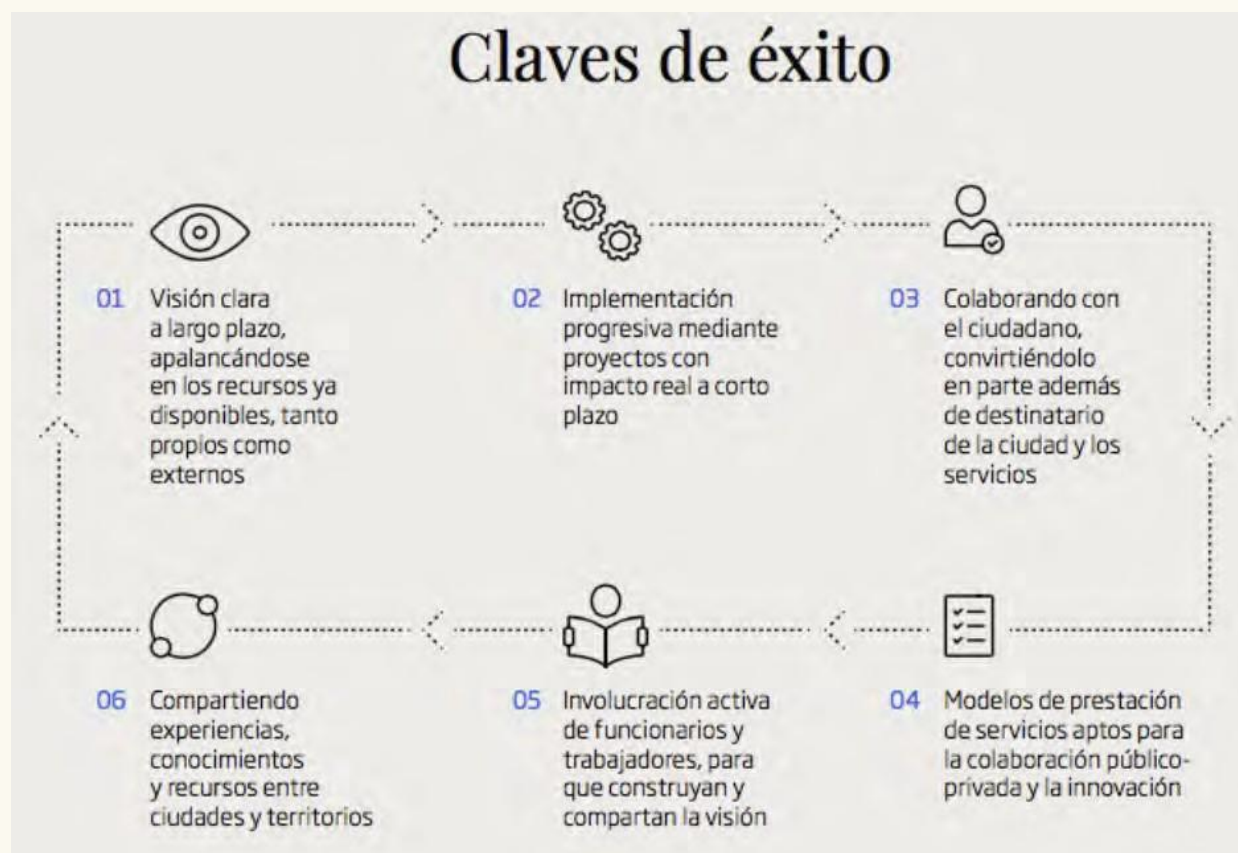 Claves de éxito
01 Visión clara
a largo plazo,
apalancándose
en los recursos ya
disponibles, tanto
propios como
externos
02 Implementación
progresiva mediante
proyectos con
impacto real a corto
plazo
03 Colaborando con
el ciudadano,
convirtiéndolo
en parte además
de destinatario
de la ciudad y los
servicios
04 Modelos de prestación
de servicios aptos para
la colaboración público-
privada y la innovación
05 Involucración activa
de funcionarios y
trabajadores, para
que construyan y
compartan la visión
06 Compartiendo
experiencias,
conocimientos
y recursos entre
ciudades y territorios